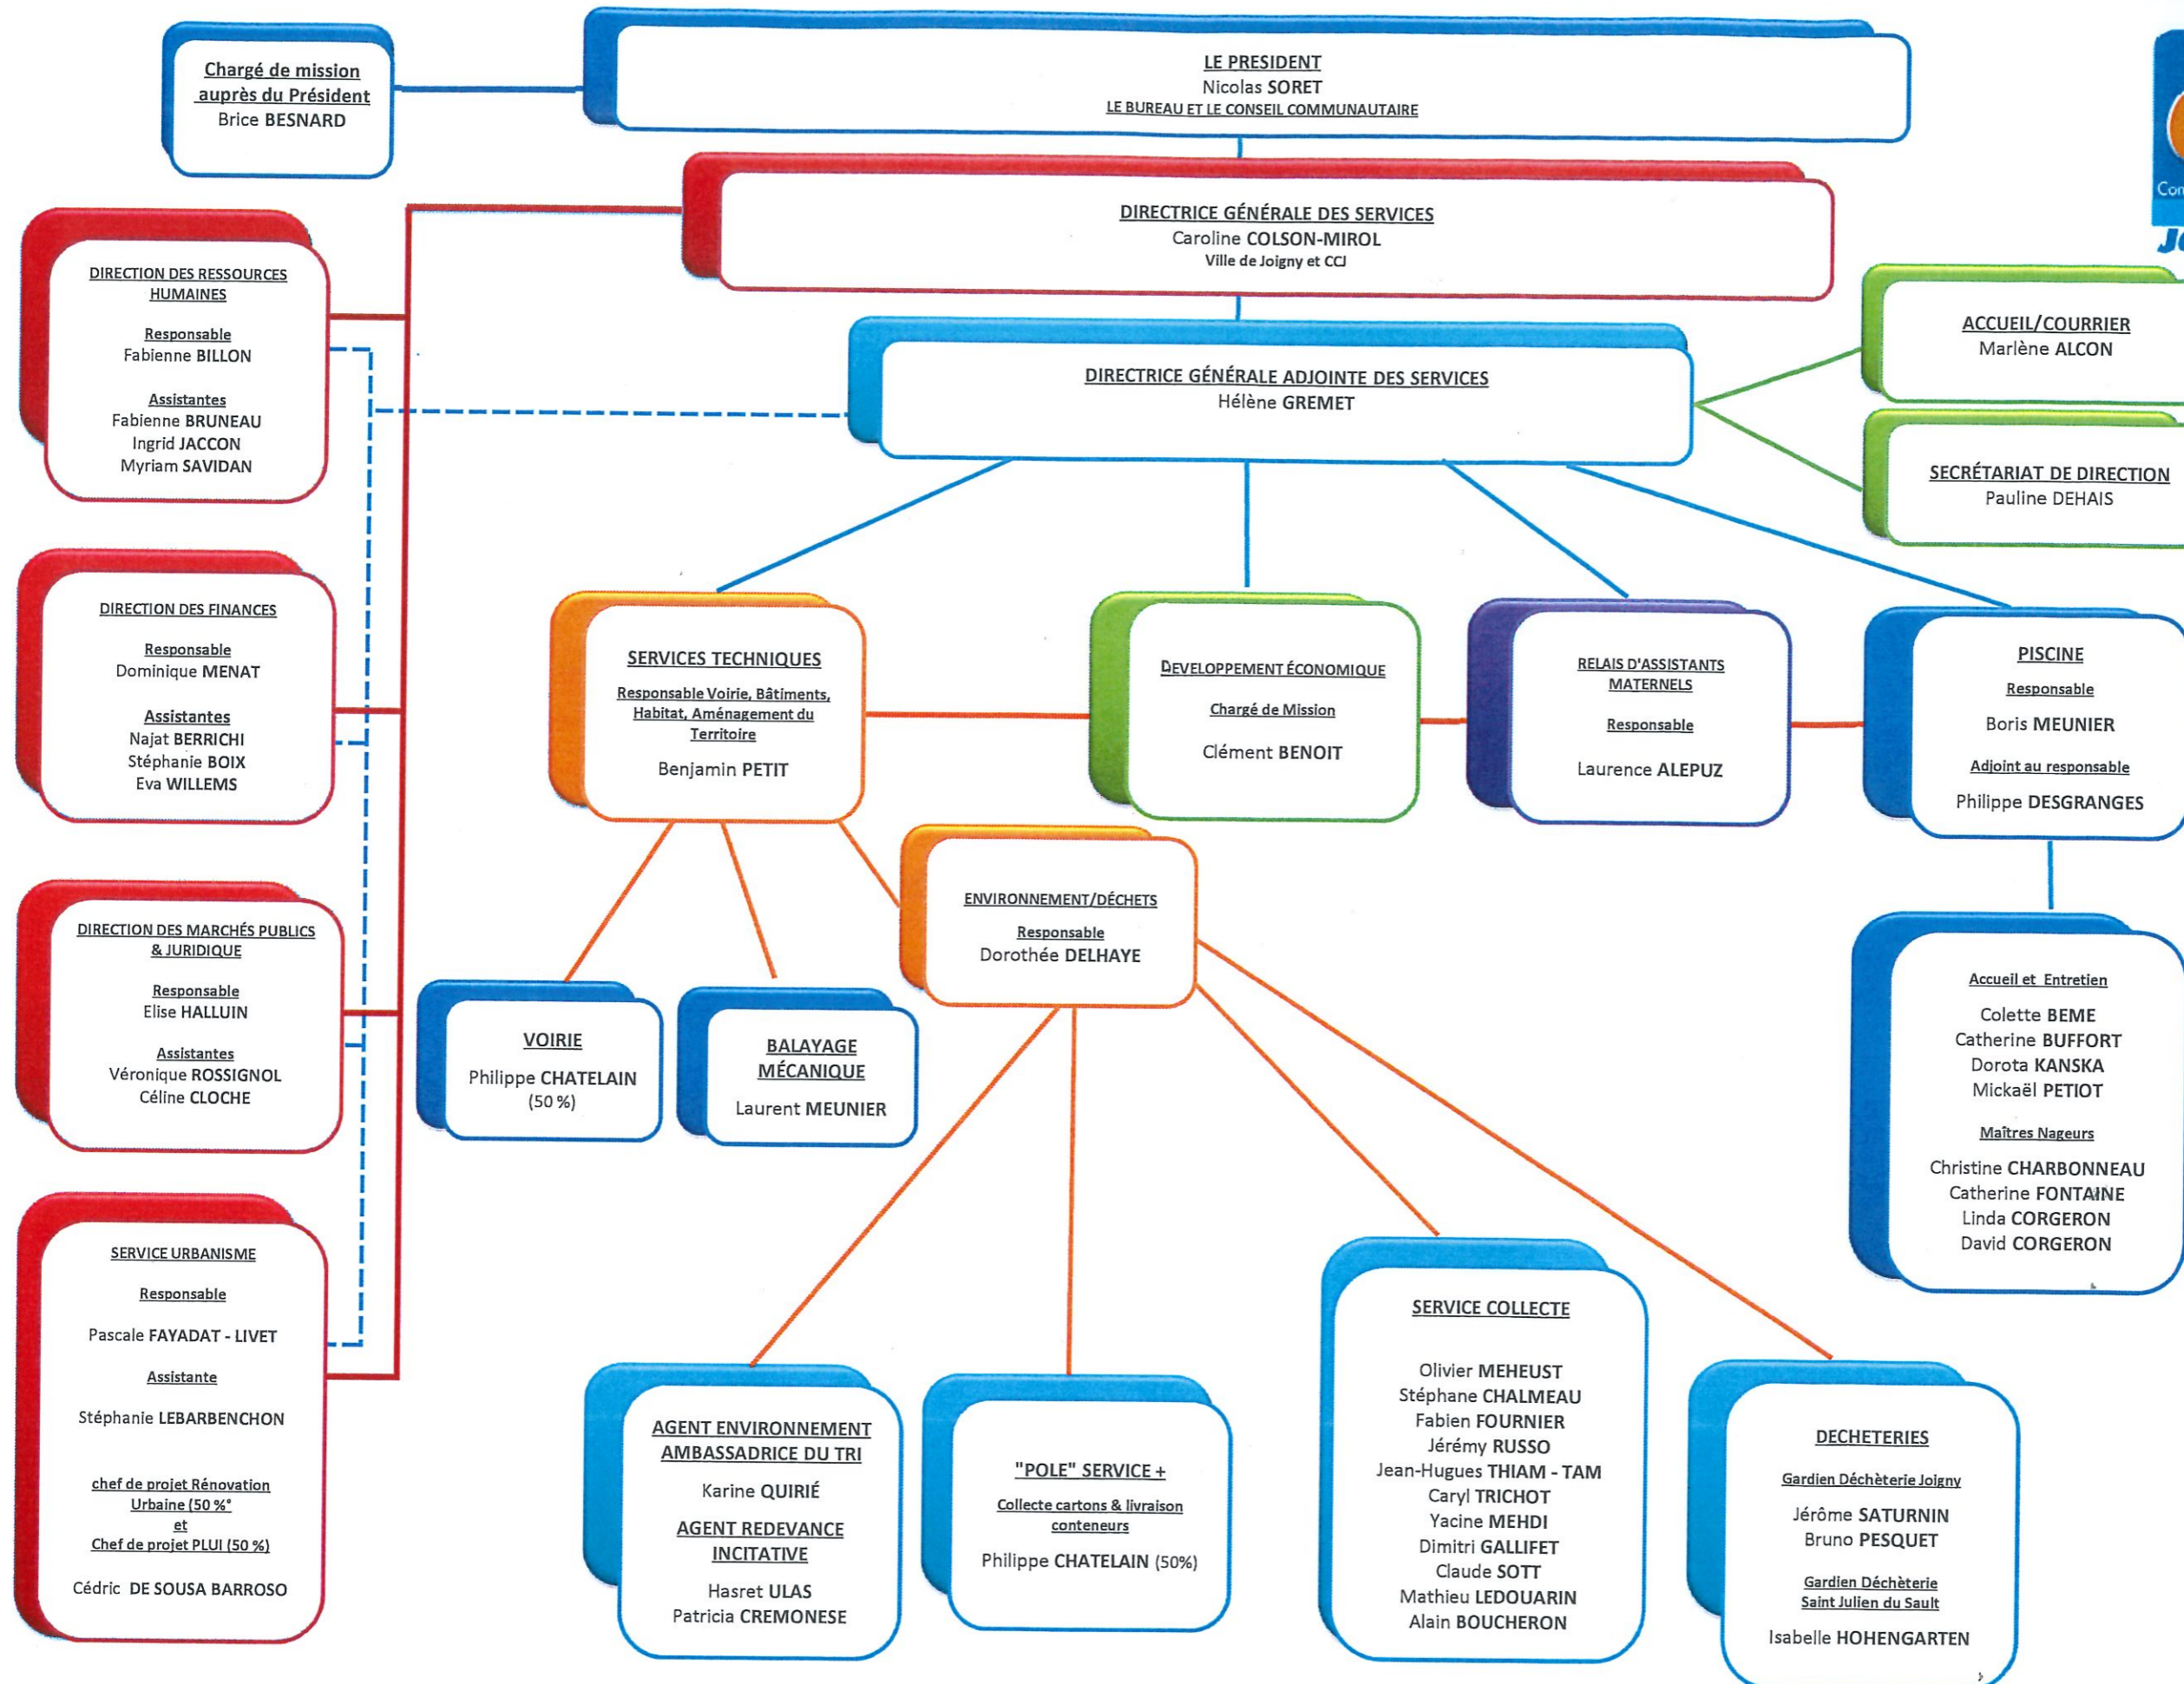 Chargé de mission
auprès du Président
Brice BESNARD
LE PRESIDENT
Nicolas SORET
LE BUREAU ET LE CONSEIL COMMUNAUTAIRE
DIRECTRICE GÉNÉRALE DES SERVICES
Caroline COLSON-MIROL
Ville de Joigny et CCJ
DIRECTRICE GÉNÉRALE ADJOINTE DES SERVICES
Hélène GREMET
ACCUEIL/COURRIER
Marlène ALCON
SECRÉTARIAT DE DIRECTION
Pauline DEHAIS
DIRECTION DES RESSOURCES
HUMAINES
Responsable
Fabienne BILLON
Assistantes
Fabienne BRUNEAU
Ingrid JACCON
Myriam SAVIDAN
DIRECTION DES FINANCES
Responsable
Dominique MENAT
Assistantes
Najat BERRICHI
Stéphanie BOIX
Eva WILLEMS
DIRECTION DES MARCHÉS PUBLICS
& JURIDIQUE
Responsable
Elise HALLUIN
Assistantes
Véronique ROSSIGNOL
Céline CLOCHE
SERVICE URBANISME
Responsable
Pascale FAYADAT - LIVET
Assistante
Stéphanie LEBARBENCHON
chef de projet Rénovation
Urbaine (50 %*
et
Chef de projet PLUI (50 %)
Cédric DE SOUSA BARROSO
SERVICES TECHNIQUES
Responsable Voirie, Bâtiments,
Habitat, Aménagement du
Territoire
Benjamin PETIT
DEVELOPPEMENT ÉCONOMIQUE
Chargé de Mission
Clément BENOIT
RELAIS D'ASSISTANTS
MATERNELS
Responsable
Laurence ALEPUZ
PISCINE
Responsable
Boris MEUNIER
Adjoint au responsable
Philippe DESGRANGES
ENVIRONNEMENT/DÉCHETS
Responsable
Dorothée DELHAYE
VOIRIE
Philippe CHATELAIN
(50 %)
BALAYAGE
MÉCANIQUE
Laurent MEUNIER
Accueil et Entretien
Colette BEME
Catherine BUFFORT
Dorota KANSKA
Mickaël PETIOT
Maîtres Nageurs
Christine CHARBONNEAU
Catherine FONTAINE
Linda CORGERON
David CORGERON
AGENT ENVIRONNEMENT
AMBASSADRICE DU TRI
Karine QUIRIÉ
AGENT REDEVANCE
INCITATIVE
Hasret ULAS
Patricia CREMONESE
"POLE" SERVICE +
Collecte cartons & livraison
conteneurs
Philippe CHATELAIN (50%)
SERVICE COLLECTE
Olivier MEHEUST
Stéphane CHALMEAU
Fabien FOURNIER
Jérémy RUSSO
Jean-Hugues THIAM - TAM
Caryl TRICHOT
Yacine MEHDI
Dimitri GALLIFET
Claude SOTT
Mathieu LEDOUARIN
Alain BOUCHERON
DECHETERIES
Gardien Déchèterie Joigny
Jérôme SATURNIN
Bruno PESQUET
Gardien Déchèterie
Saint Julien du Sault
Isabelle HOHENGARTEN